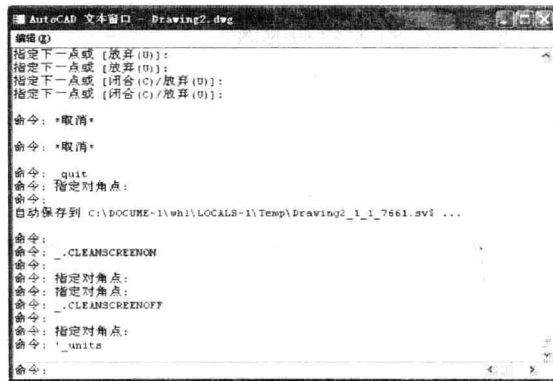 AutoCAD 文本窗口 - Drawing2.dwg
编辑(E)
指定下一点或 [放弃(U)]:
指定下一点或 [放弃(U)]:
指定下一点或 [闭合(C)/放弃(U)]:
指定下一点或 [闭合(C)/放弃(U)]:
命令: *取消*
命令: *取消*
命令: _quit
命令: 指定对角点:
命令:
自动保存到 C:\DOCUME~1\whl\LOCALS~1\Temp\Drawing2_1_1_7661.sv$ ...
命令:
命令: _.CLEANSCREENON
命令:
命令: 指定对角点:
命令: 指定对角点:
命令: _.CLEANSCREENOFF
命令:
命令: 指定对角点:
命令: '_units
命令: